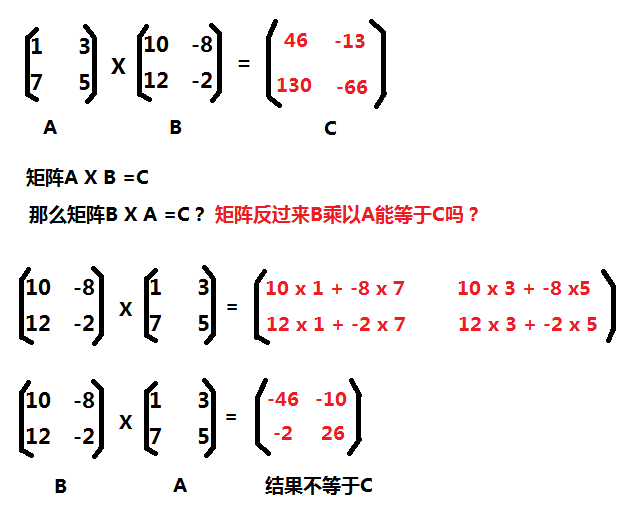 1 3 10 -8 46 -13
X =
7 5 12 -2 130 -66
A B C
矩阵A X B =C
那么矩阵B X A =C？ 矩阵反过来B乘以A能等于C吗？
10 -8 1 3 10 x 1 + -8 x 7 10 x 3 + -8 x5
X =
12 -2 7 5 12 x 1 + -2 x 7 12 x 3 + -2 x 5
10 -8 1 3 -46 -10
X =
12 -2 7 5 -2 26
B A 结果不等于C